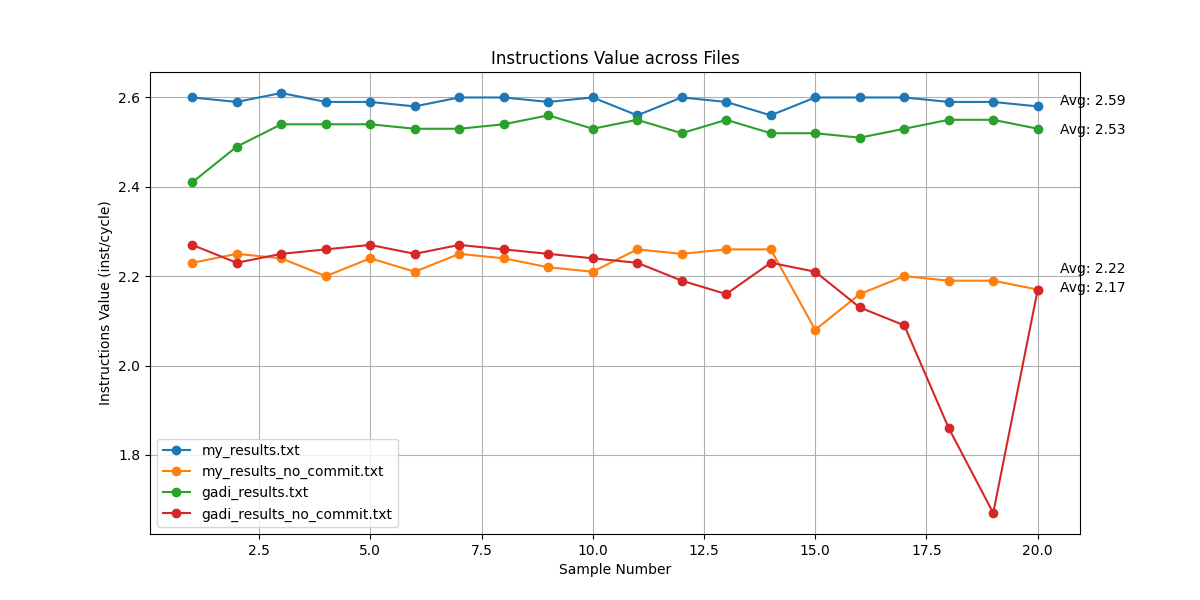 Instructions Value across Files
Instructions Value (inst/cycle)
2.6
2.4
2.2
2.0
1.8
Avg: 2.59
Avg: 2.53
Avg: 2.22
Avg: 2.17
my_results.txt
my_results_no_commit.txt
gadi_results.txt
gadi_results_no_commit.txt
2.5 5.0 7.5 10.0 12.5 15.0 17.5 20.0
Sample Number